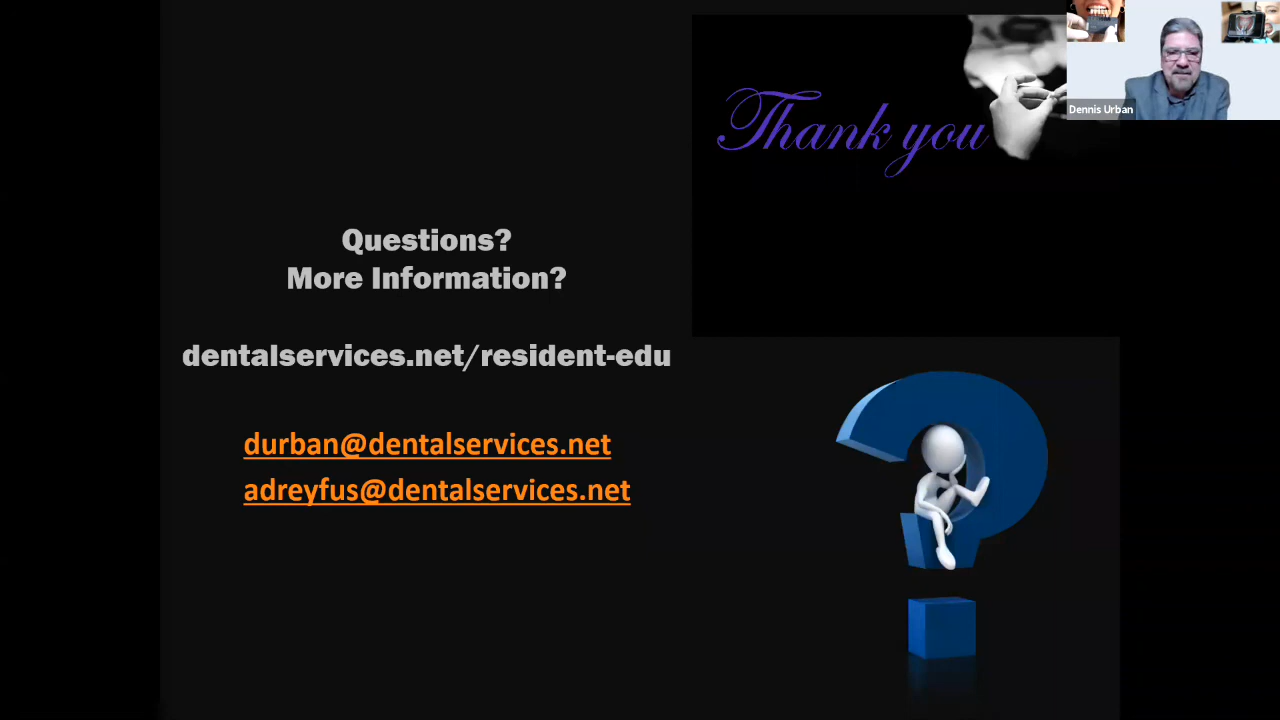 Thank you
Dennis Urban
Questions?
More Information?
dentalservices.net/resident-edu
durban@dentalservices.net
adreyfus@dentalservices.net